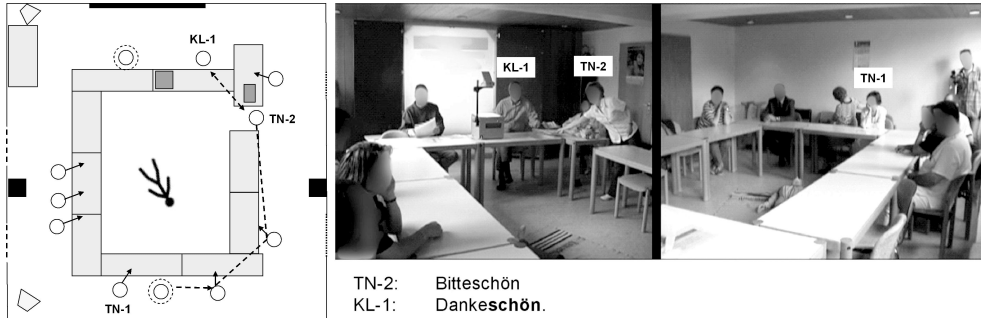 KL-1
TN-2
TN-1
KL-1
TN-2
TN-1
TN-2: Bitteschön
KL-1: Dankeschön.